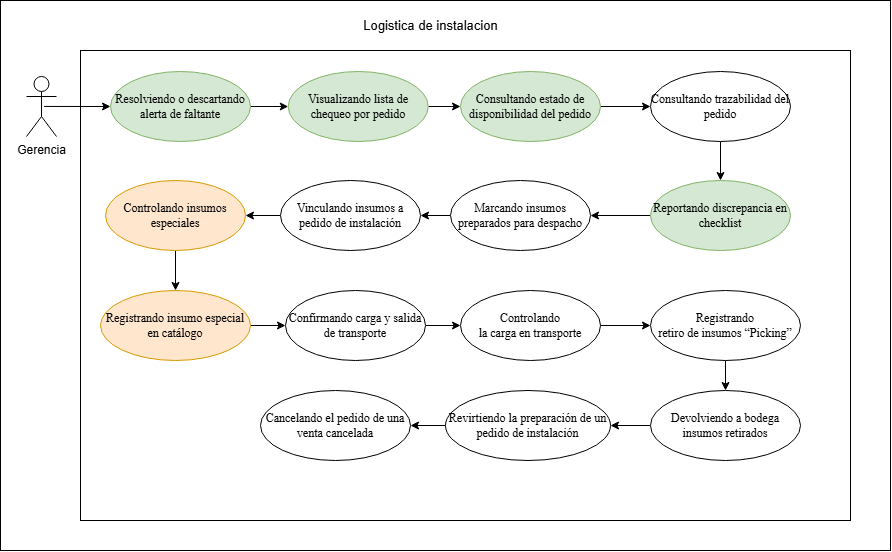 Logistica de instalacion
Gerencia
Resolviendo o descartando
alerta de faltante
Visualizando lista de
chequeo por pedido
Consultando estado de
disponibilidad del pedido
Consultando trazabilidad del
pedido
Reportando discrepancia en
checklist
Marcando insumos
preparados para despacho
Vinculando insumos a
pedido de instalación
Controlando insumos
especiales
Registrando insumo especial
en catálogo
Confirmando carga y salida
de transporte
Controlando
la carga en transporte
Registrando
retiro de insumos “Picking”
Devolviendo a bodega
insumos retirados
Revirtiendo la preparación de un
pedido de instalación
Cancelando el pedido de una
venta cancelada